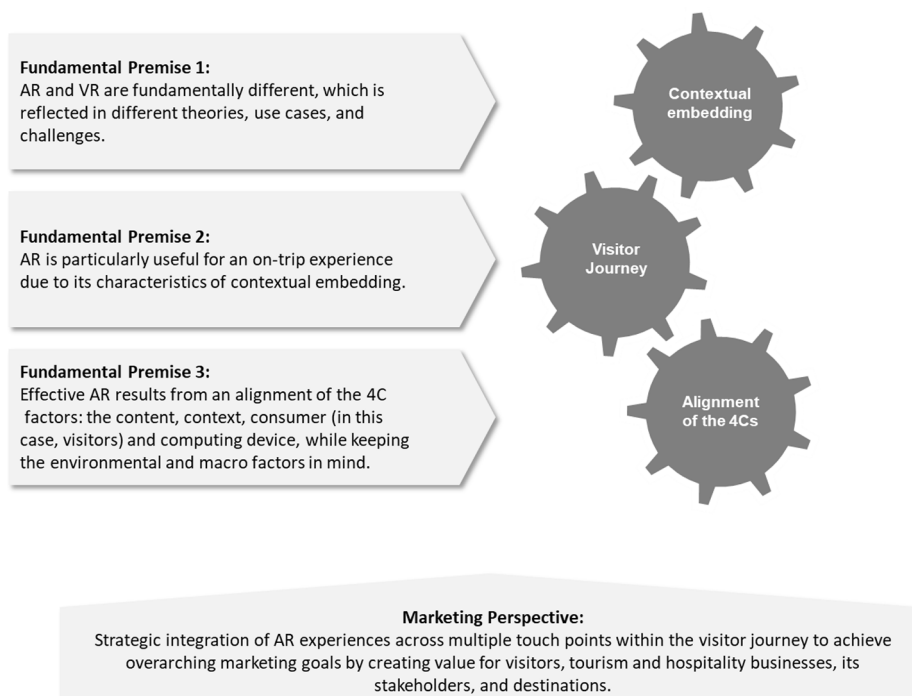 Fundamental Premise 1:
AR and VR are fundamentally different, which is
reflected in different theories, use cases, and
challenges.
Contextual
embedding
Fundamental Premise 2:
AR is particularly useful for an on-trip experience
due to its characteristics of contextual embedding.
Visitor
Journey
Fundamental Premise 3:
Effective AR results from an alignment of the 4C
factors: the content, context, consumer (in this
case, visitors) and computing device, while keeping
the environmental and macro factors in mind.
Alignment
of the 4Cs
Marketing Perspective:
Strategic integration of AR experiences across multiple touch points within the visitor journey to achieve
overarching marketing goals by creating value for visitors, tourism and hospitality businesses, its
stakeholders, and destinations.